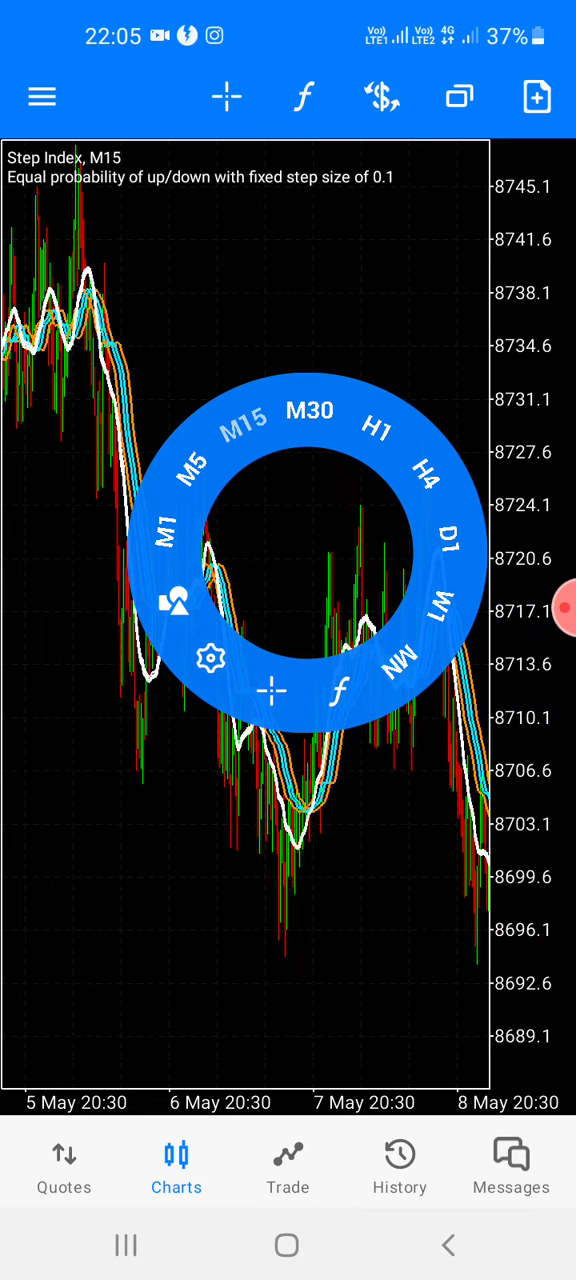 22:05 Vo)) LTE1 Vo)) LTE2 4G 37%
Step Index, M15
Equal probability of up/down with fixed step size of 0.1
8745.1
8741.6
8738.1
8734.6
8731.1
8727.6
8724.1
8720.6
8717.1
8713.6
8710.1
8706.6
8703.1
8699.6
8696.1
8692.6
8689.1
M1
M5
M15
M30
H1
H4
D1
W1
MN
5 May 20:30 6 May 20:30 7 May 20:30 8 May 20:30
Quotes Charts Trade History Messages